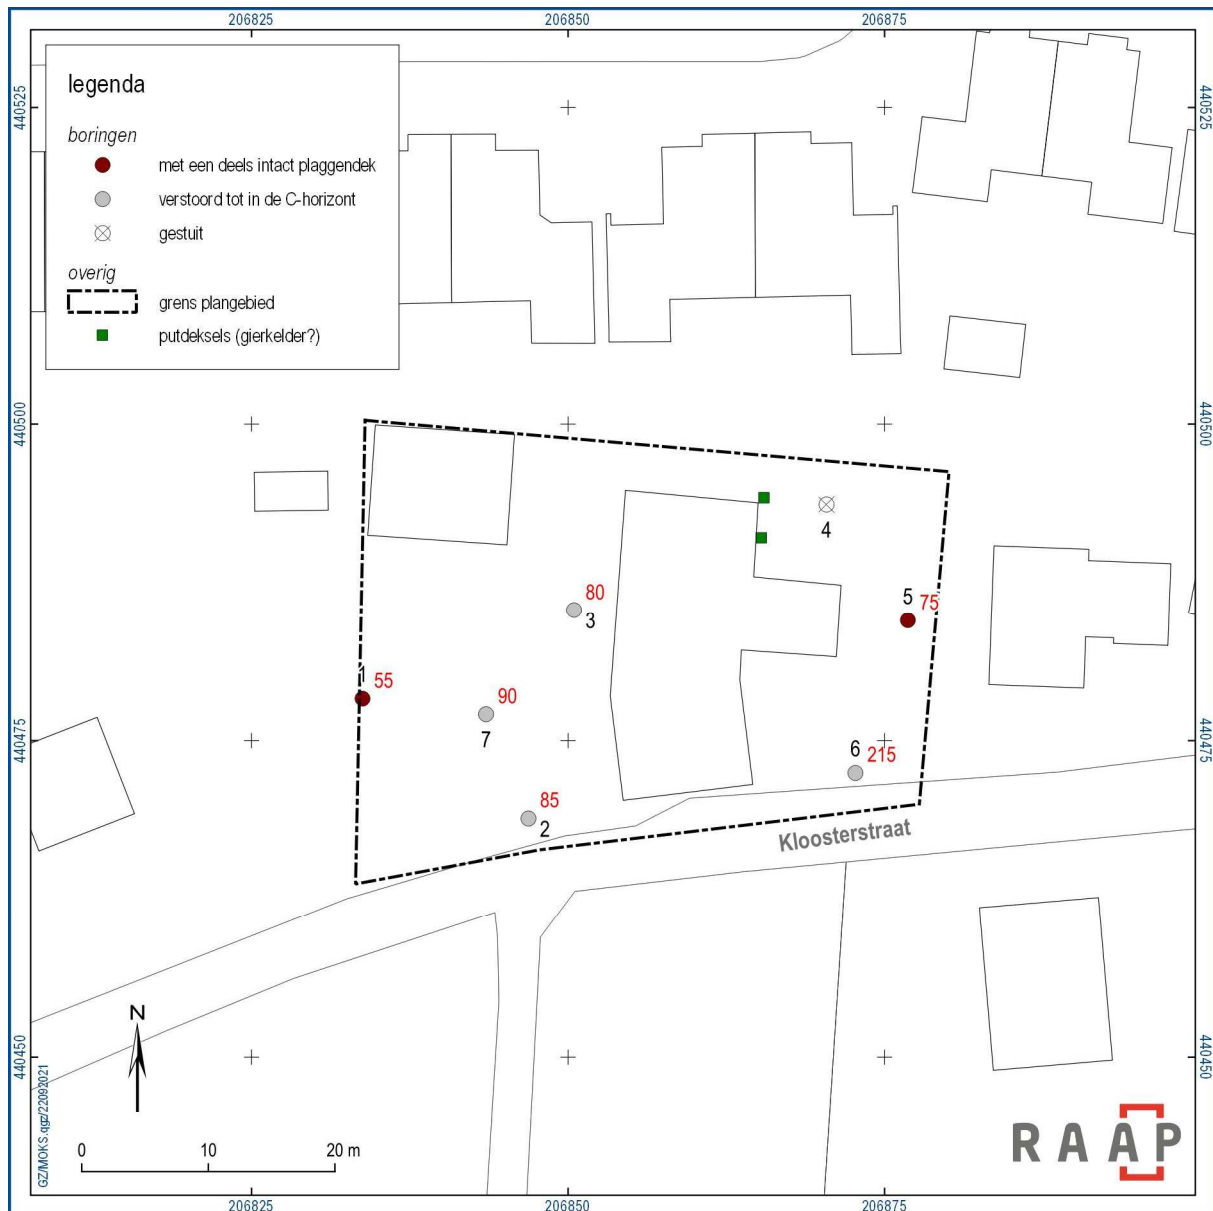 206825 206850 206875
legenda
boringen
met een deels intact plaggendek
verstoord tot in de C-horizont
gestuit
overig
grens plangebied
putdeksels (gierkelder?)
440525 440525
440500 440500
4
80
3
5 75
1 55
90
7
440475 440475
6 215
85
2
Kloosterstraat
N
440450 440450
GZ/MOKS.qgz/22092021
0 10 20 m
RAAP
206825 206850 206875